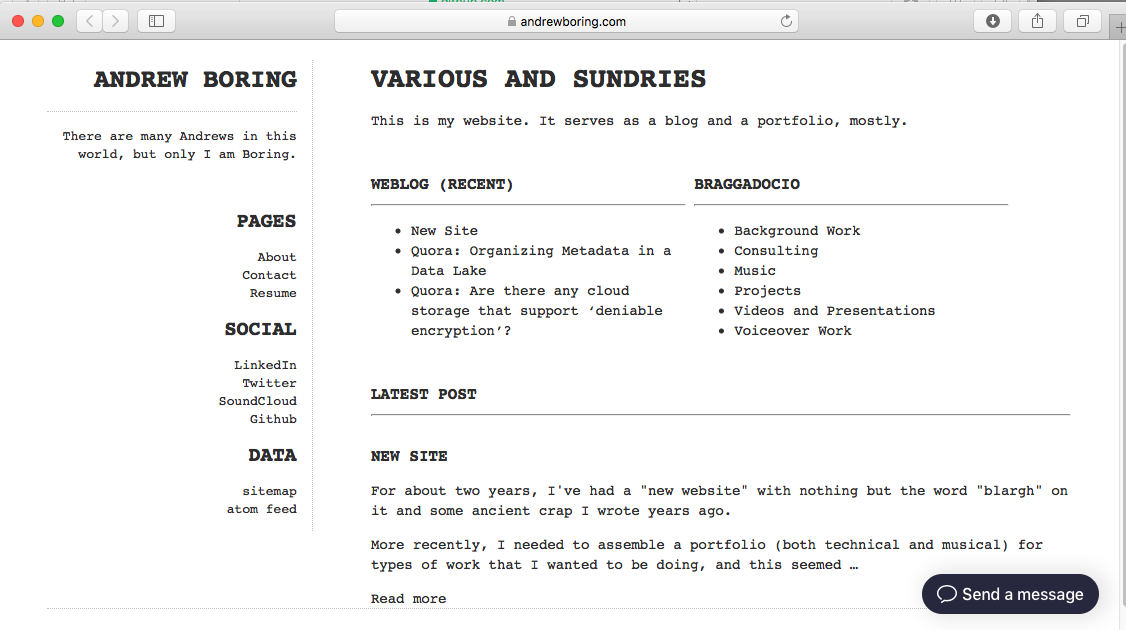 andrewboring.com
ANDREW BORING
There are many Andrews in this
world, but only I am Boring.
PAGES
About
Contact
Resume
SOCIAL
LinkedIn
Twitter
SoundCloud
Github
DATA
sitemap
atom feed
VARIOUS AND SUNDRIES
This is my website. It serves as a blog and a portfolio, mostly.
WEBLOG (RECENT)
New Site
Quora: Organizing Metadata in a
Data Lake
Quora: Are there any cloud
storage that support ‘deniable
encryption’?
BRAGGADOCIO
Background Work
Consulting
Music
Projects
Videos and Presentations
Voiceover Work
LATEST POST
NEW SITE
For about two years, I've had a "new website" with nothing but the word "blargh" on
it and some ancient crap I wrote years ago.
More recently, I needed to assemble a portfolio (both technical and musical) for
types of work that I wanted to be doing, and this seemed …
Read more
Send a message